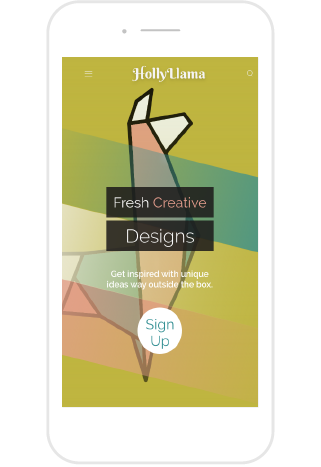 HollyLlama
Fresh Creative
Designs
Get inspired with unique
ideas way outside the box.
Sign
Up